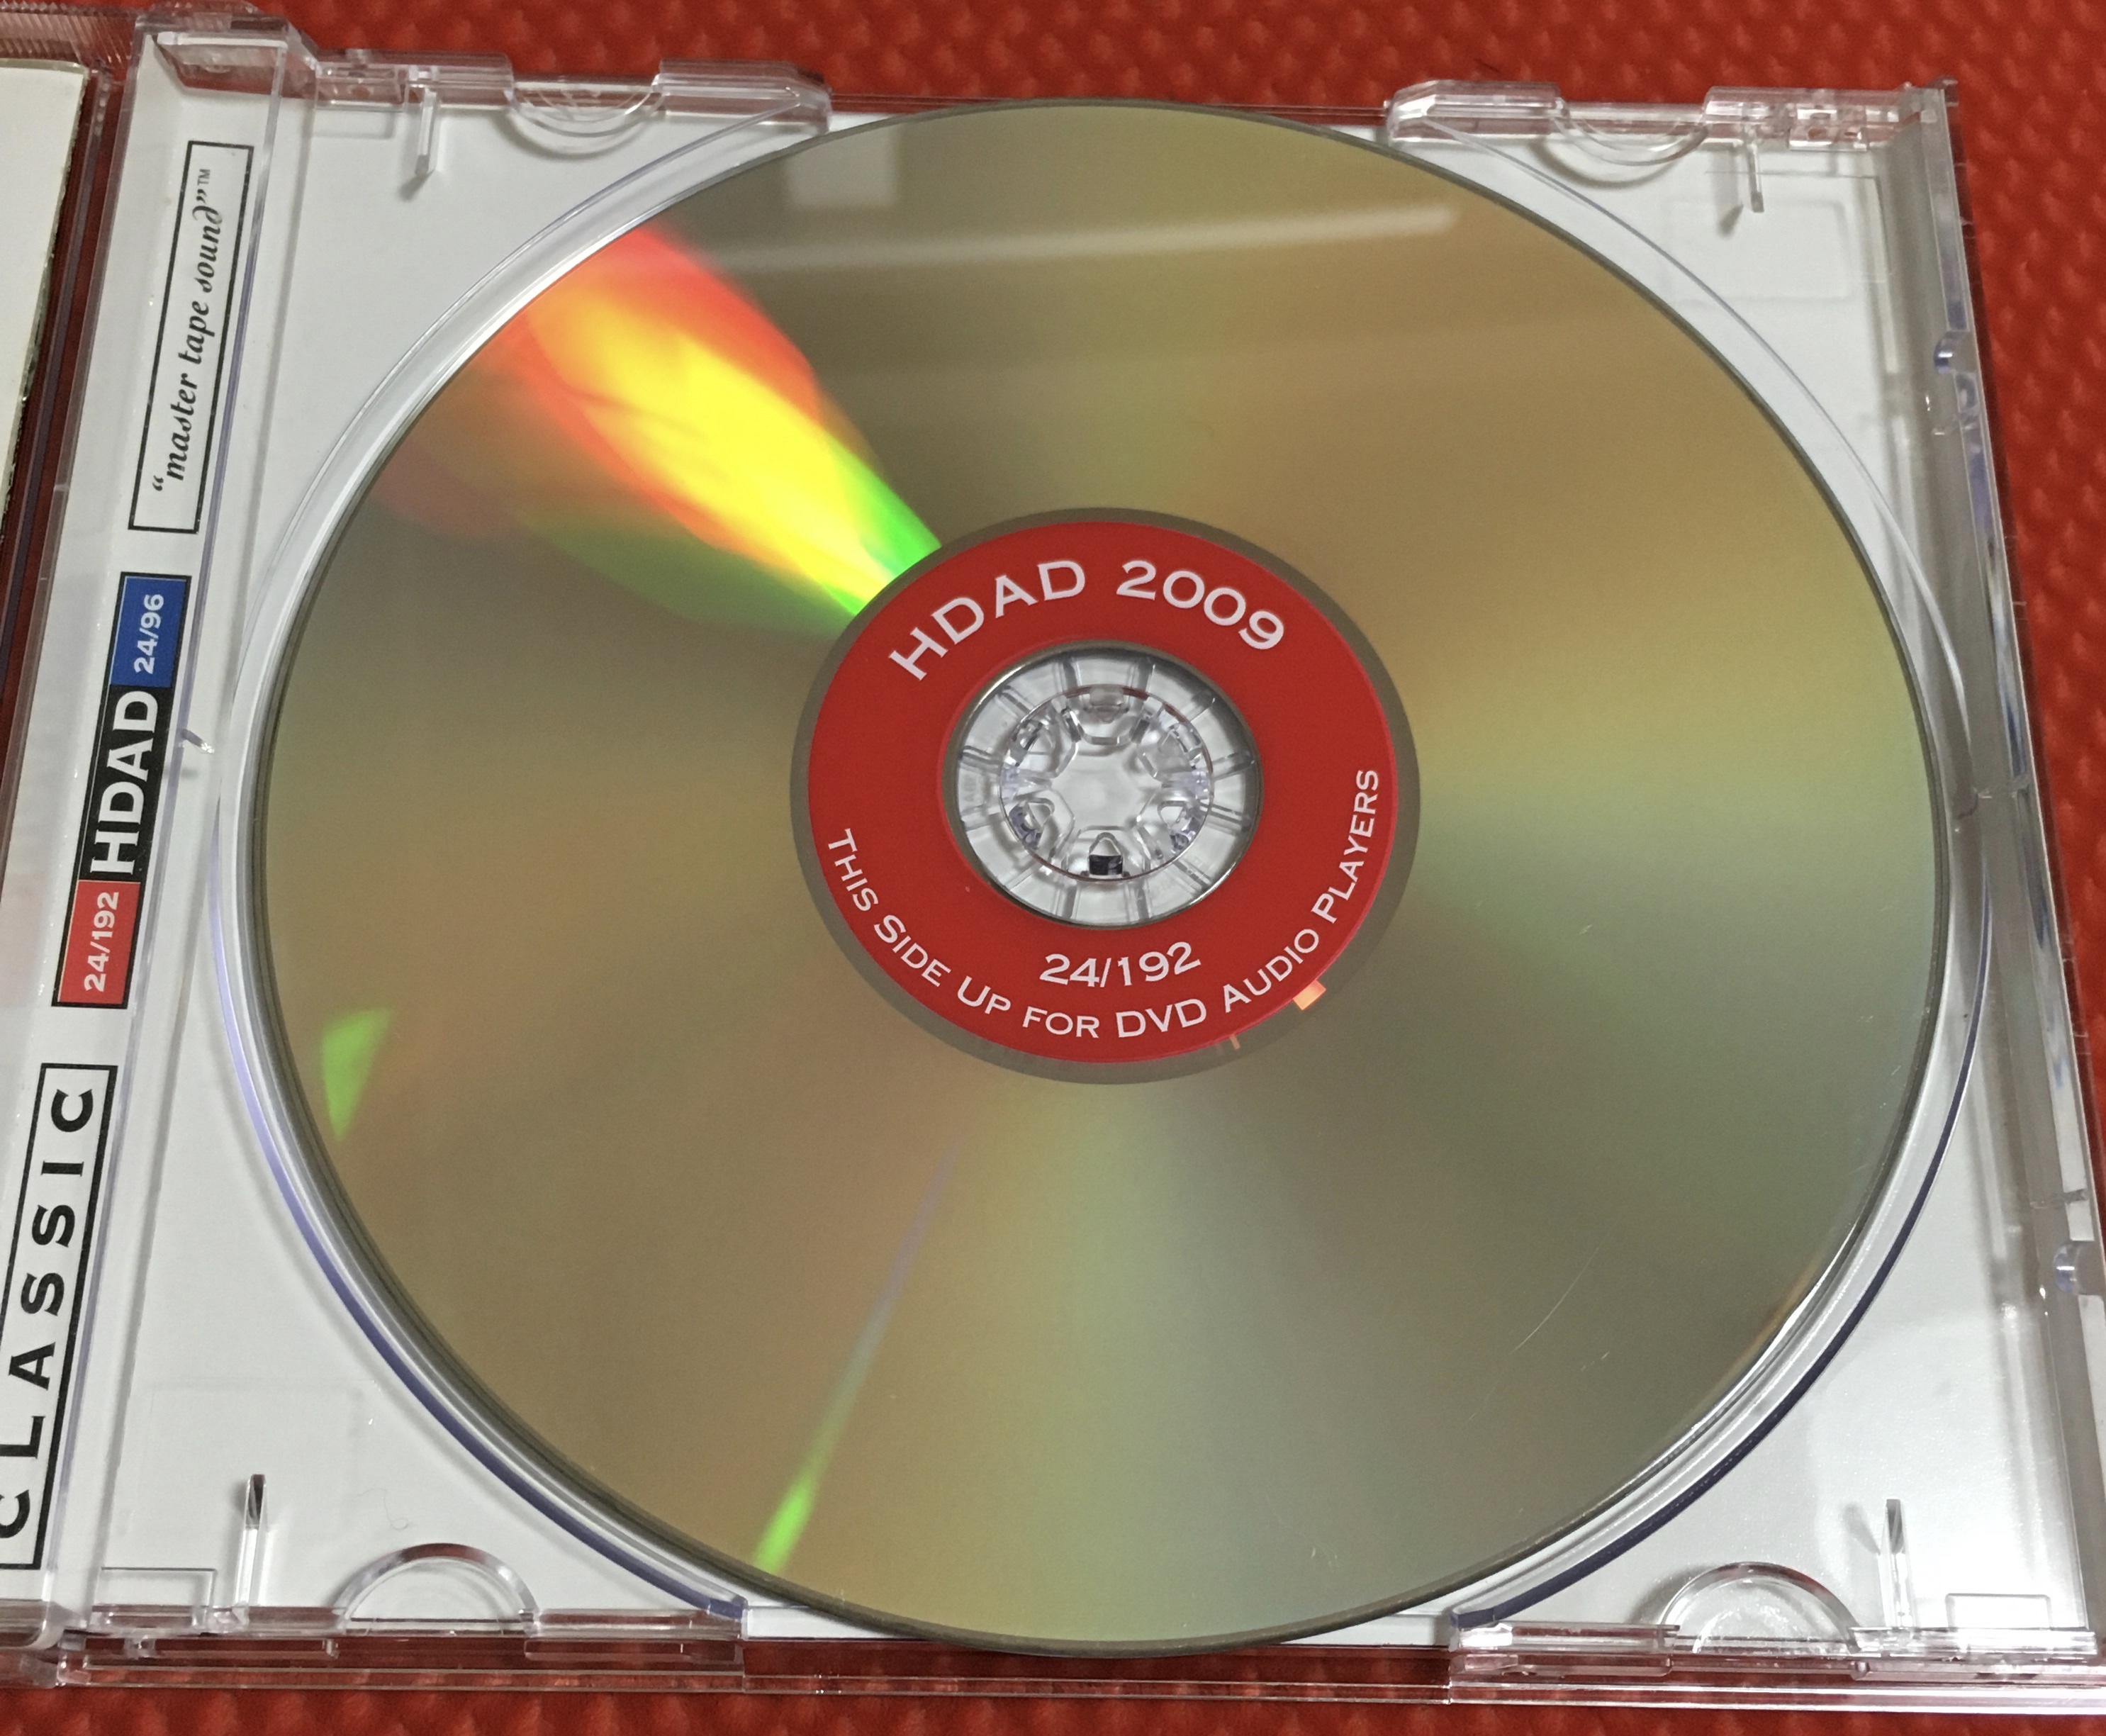 "master tape sound"™
24/192 HDAD 24/96
CLASSIC
HDAD 2009
24/192
THIS SIDE UP FOR DVD AUDIO PLAYERS